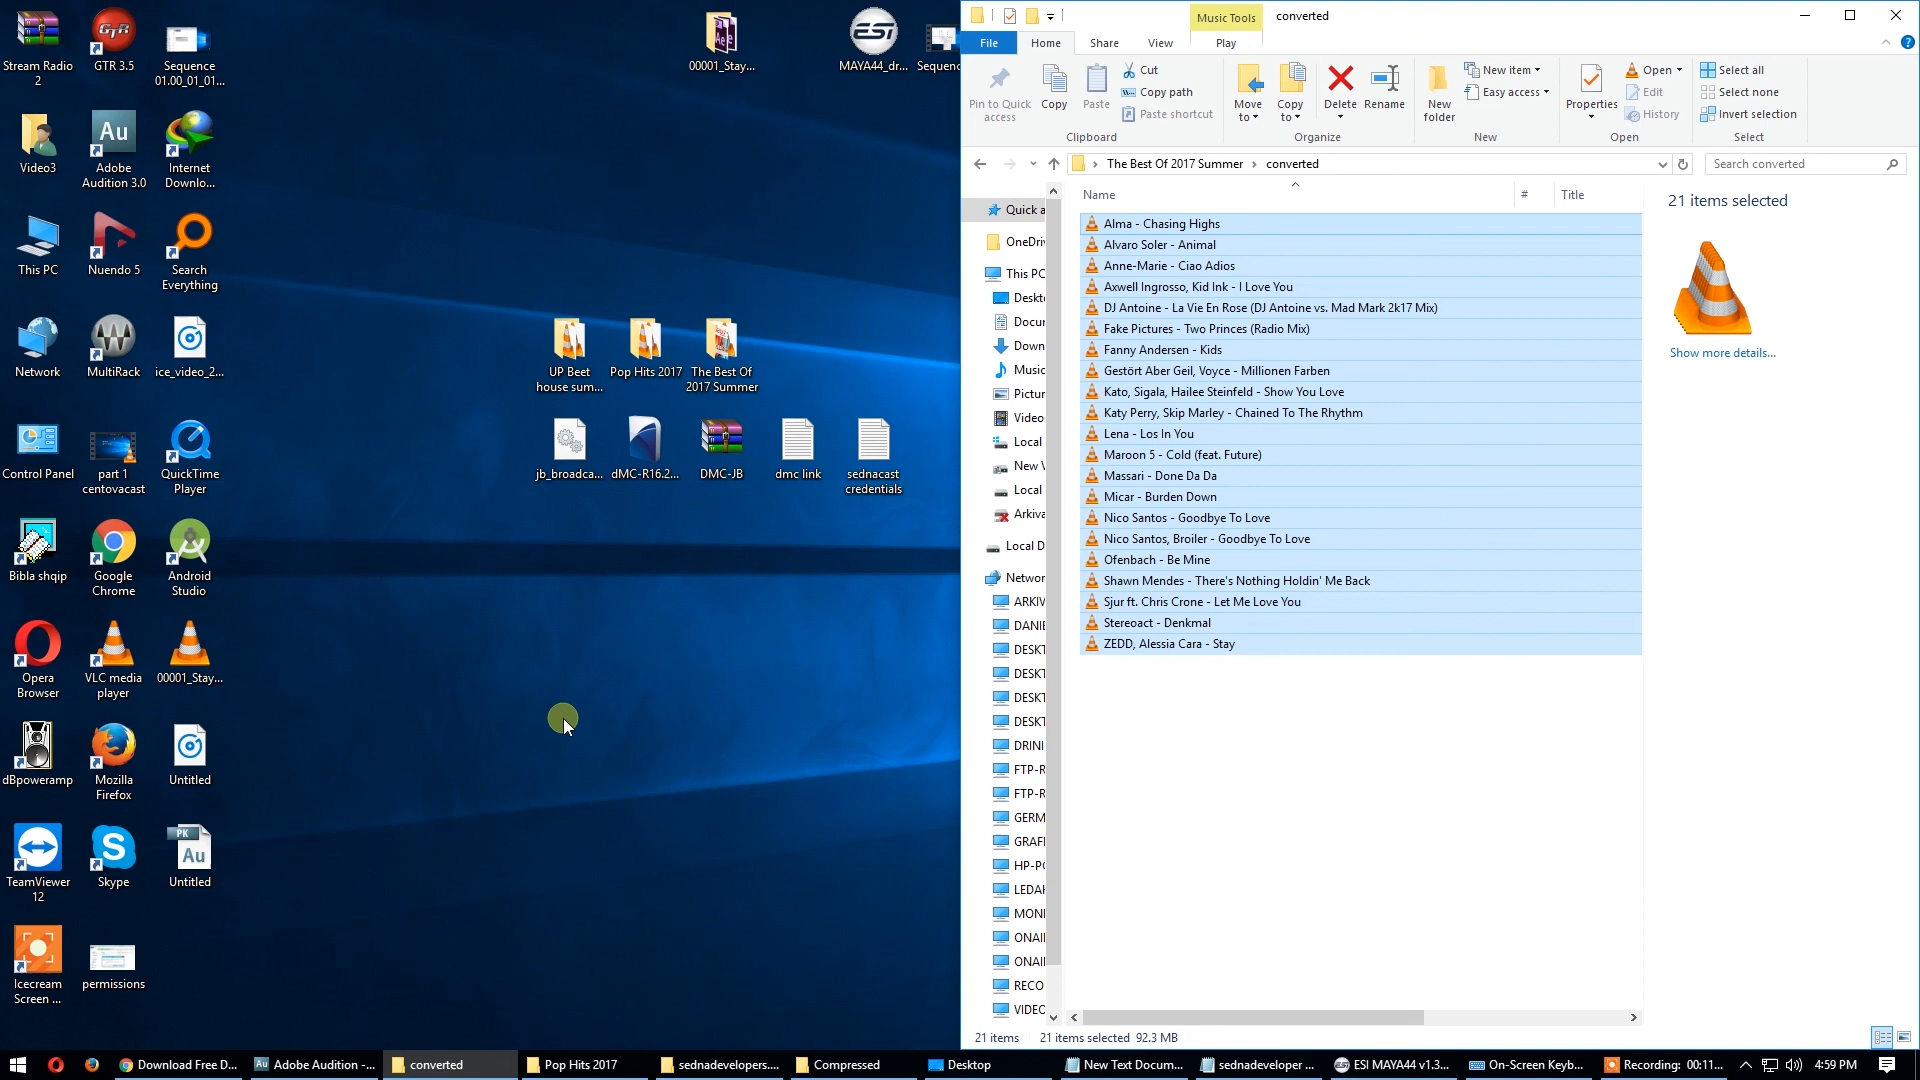 Stream Radio
2
GTR 3.5
Sequence
01.00_01_01...
00001_Stay...
MAYA44_dr...
Sequenc
Video3
Adobe
Audition 3.0
Internet
Downlo...
This PC
Nuendo 5
Search
Everything
Network
MultiRack
ice_video_2...
UP Beet
house sum...
Pop Hits 2017
The Best Of
2017 Summer
Control Panel
part 1
centovacast
QuickTime
Player
jb_broadca...
dMC-R16.2...
DMC-JB
dmc link
sednacast
credentials
Bibla shqip
Google
Chrome
Android
Studio
Opera
Browser
VLC media
player
00001_Stay...
dBpoweramp
Mozilla
Firefox
Untitled
TeamViewer
12
Skype
Untitled
Icecream
Screen ...
permissions
Music Tools
converted
File
Home
Share
View
Play
Pin to Quick
access
Copy
Paste
Cut
Copy path
Paste shortcut
Clipboard
Move
to
Copy
to
Delete
Rename
Organize
New
folder
New item
Easy access
New
Properties
Open
Edit
History
Open
Select all
Select none
Invert selection
Select
The Best Of 2017 Summer
converted
Search converted
Quick a
OneDri
This PC
Deskt
Docur
Down
Music
Pictur
Video
Local
New V
Local
Arkiva
Local D
Networ
ARKIV
DANIE
DESKT
DESKT
DESKT
DESKT
DRINI
FTP-R
FTP-R
GERM
GRAFI
HP-PC
LEDAH
MONI
ONAII
ONAII
RECO
VIDEO
Name
#
Title
Alma - Chasing Highs
Alvaro Soler - Animal
Anne-Marie - Ciao Adios
Axwell Ingrosso, Kid Ink - I Love You
DJ Antoine - La Vie En Rose (DJ Antoine vs. Mad Mark 2k17 Mix)
Fake Pictures - Two Princes (Radio Mix)
Fanny Andersen - Kids
Gestört Aber Geil, Voyce - Millionen Farben
Kato, Sigala, Hailee Steinfeld - Show You Love
Katy Perry, Skip Marley - Chained To The Rhythm
Lena - Los In You
Maroon 5 - Cold (feat. Future)
Massari - Done Da Da
Micar - Burden Down
Nico Santos - Goodbye To Love
Nico Santos, Broiler - Goodbye To Love
Ofenbach - Be Mine
Shawn Mendes - There's Nothing Holdin' Me Back
Sjur ft. Chris Crone - Let Me Love You
Stereoact - Denkmal
ZEDD, Alessia Cara - Stay
21 items selected
Show more details...
21 items
21 items selected 92.3 MB
Download Free D...
Adobe Audition -...
converted
Pop Hits 2017
sednadevelopers....
Compressed
Desktop
New Text Docum...
sednadeveloper ...
ESI MAYA44 v1.3...
On-Screen Keyb...
Recording: 00:11...
4:59 PM